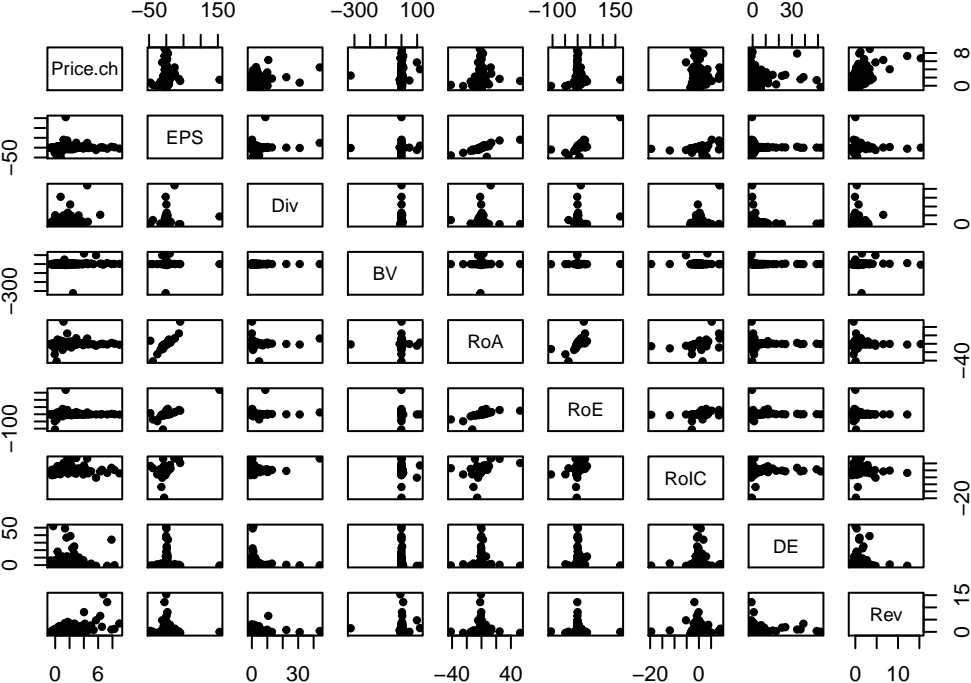 −50 150 −300 100 −100 150 0 30
Price.ch 0 8
−50 EPS
Div 0
−300 BV
RoA −40
−100 RoE
RoIC −20
0 50 DE
Rev 0 15
0 6 0 30 −40 40 −20 0 0 10